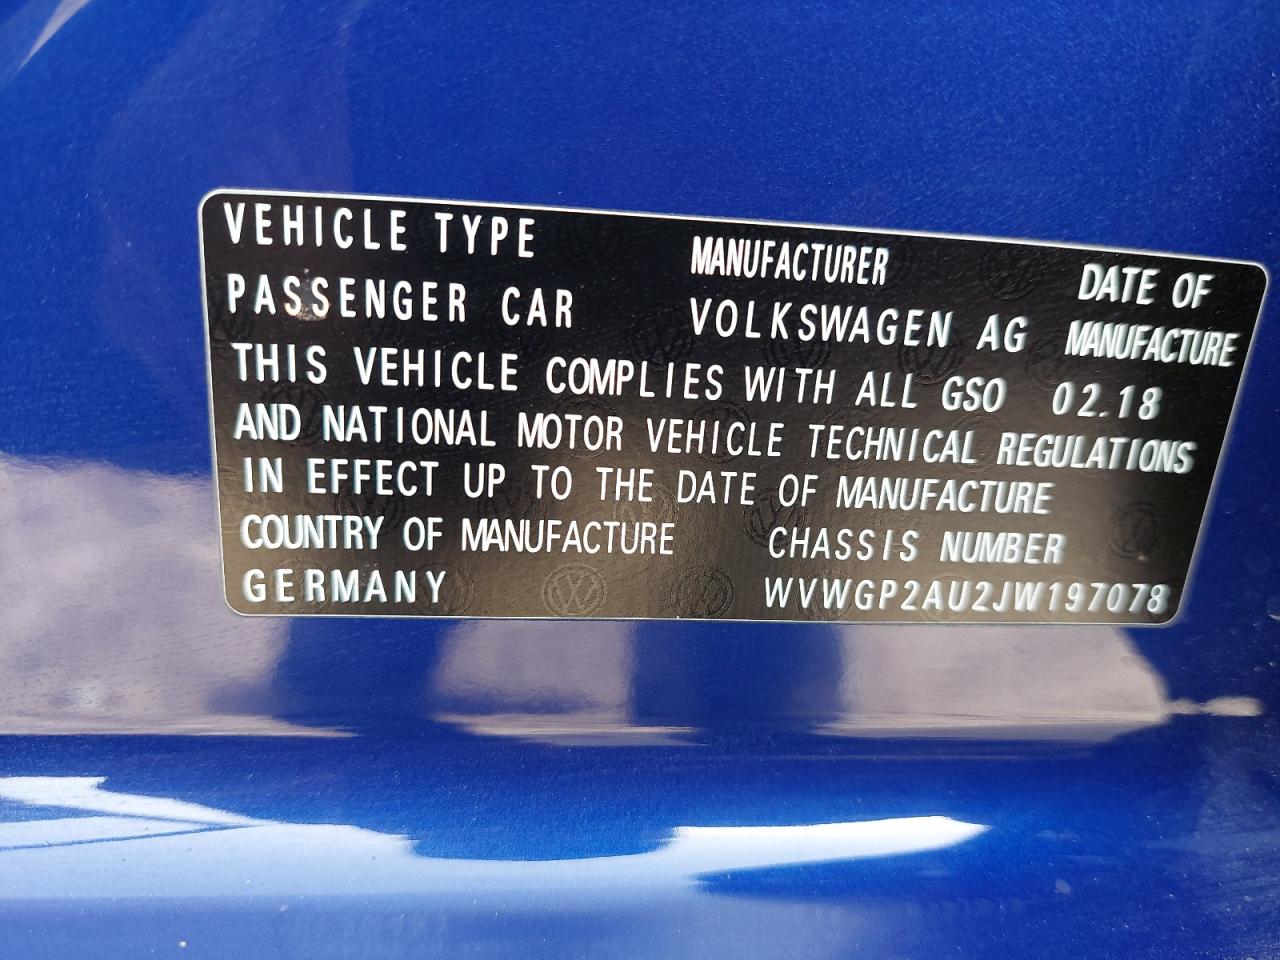 VEHICLE TYPE MANUFACTURER DATE OF
PASSENGER CAR VOLKSWAGEN AG MANUFACTURE
THIS VEHICLE COMPLIES WITH ALL GSO 02.18
AND NATIONAL MOTOR VEHICLE TECHNICAL REGULATIONS
IN EFFECT UP TO THE DATE OF MANUFACTURE
COUNTRY OF MANUFACTURE CHASSIS NUMBER
GERMANY WVWGP2AU2JW197078